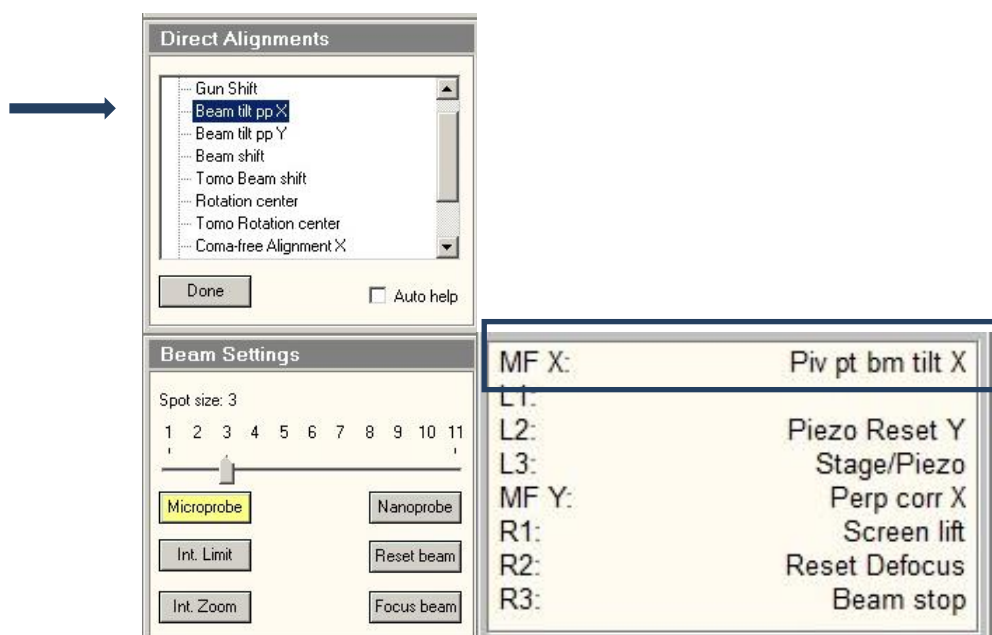 Direct Alignments
Gun Shift
Beam tilt pp X
Beam tilt pp Y
Beam shift
Tomo Beam shift
Rotation center
Tomo Rotation center
Coma-free Alignment X
Done
Auto help
Beam Settings
Spot size: 3
1 2 3 4 5 6 7 8 9 10 11
Microprobe
Nanoprobe
Int. Limit
Reset beam
Int. Zoom
Focus beam
MF X: Piv pt bm tilt X
L1:
L2: Piezo Reset Y
L3: Stage/Piezo
MF Y: Perp corr X
R1: Screen lift
R2: Reset Defocus
R3: Beam stop